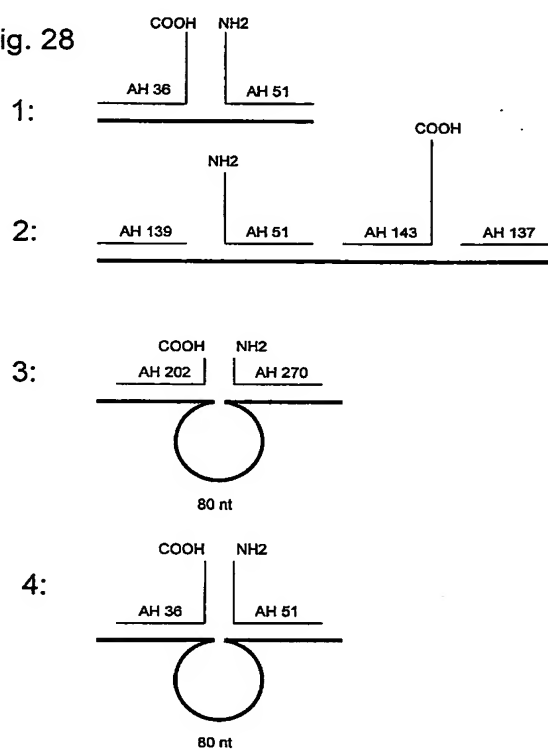 ig. 28
COOH NH2
AH 36 AH 51
1:
COOH
NH2
2:
AH 139 AH 51 AH 143 AH 137
COOH NH2
3:
AH 202 AH 270
80 nt
COOH NH2
4:
AH 36 AH 51
80 nt